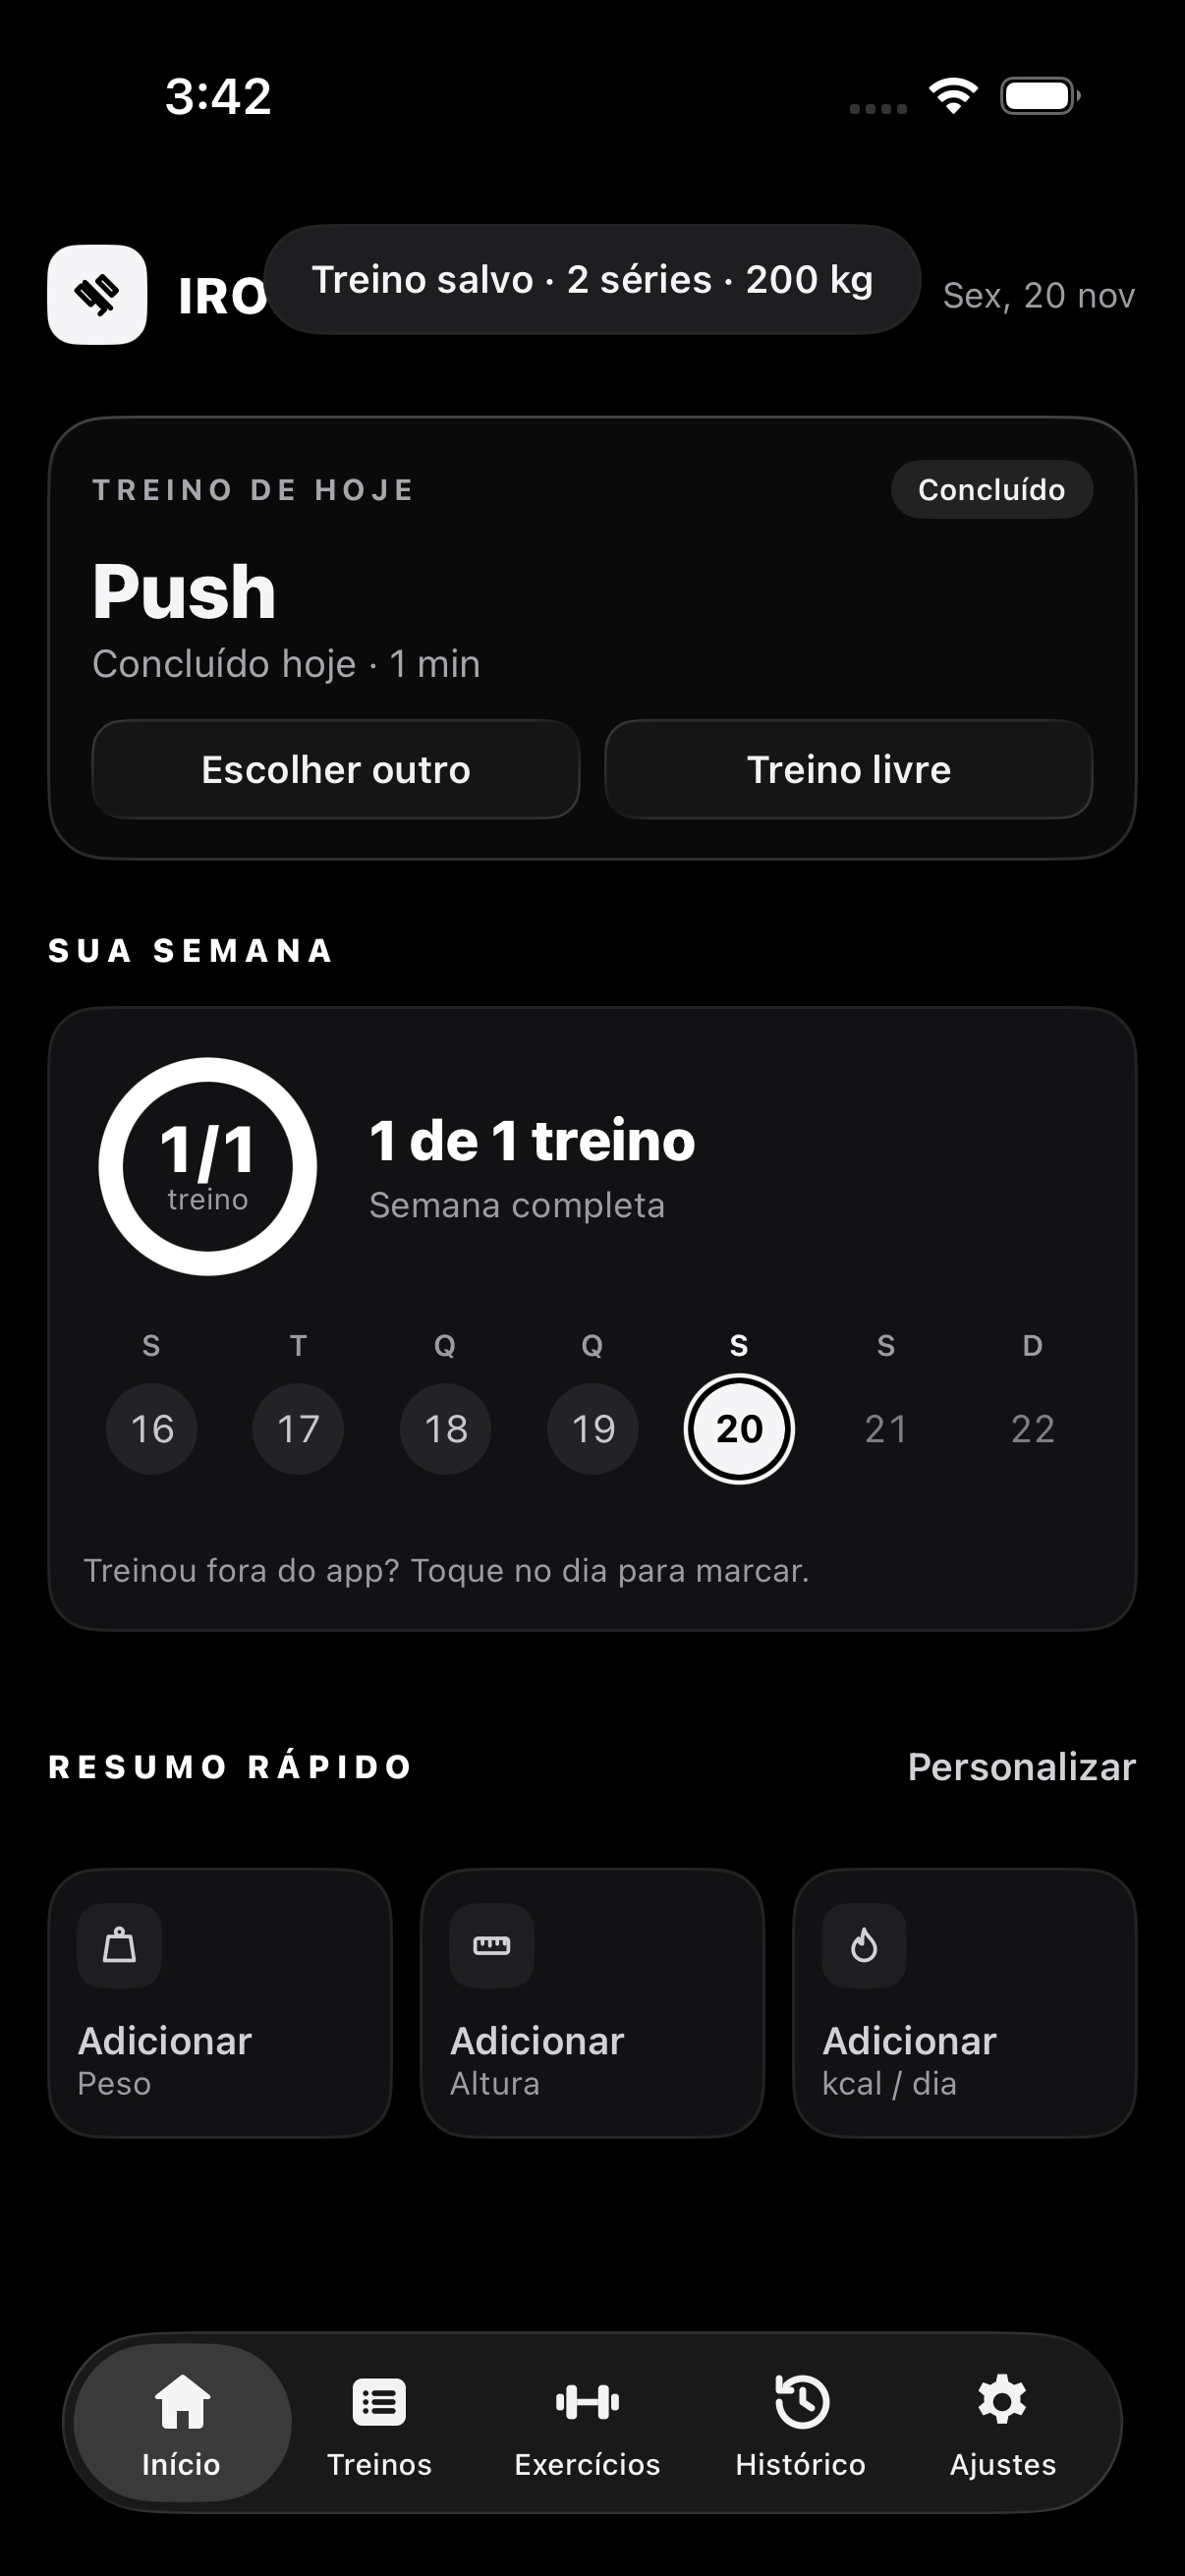 3:42
Treino salvo · 2 séries · 200 kg
IRO
Sex, 20 nov
TREINO DE HOJE
Concluído
Push
Concluído hoje · 1 min
Escolher outro
Treino livre
SUA SEMANA
1/1
treino
1 de 1 treino
Semana completa
S T Q Q S S D
16 17 18 19 20 21 22
Treinou fora do app? Toque no dia para marcar.
RESUMO RÁPIDO
Personalizar
Adicionar
Peso
Adicionar
Altura
Adicionar
kcal / dia
Início
Treinos
Exercícios
Histórico
Ajustes